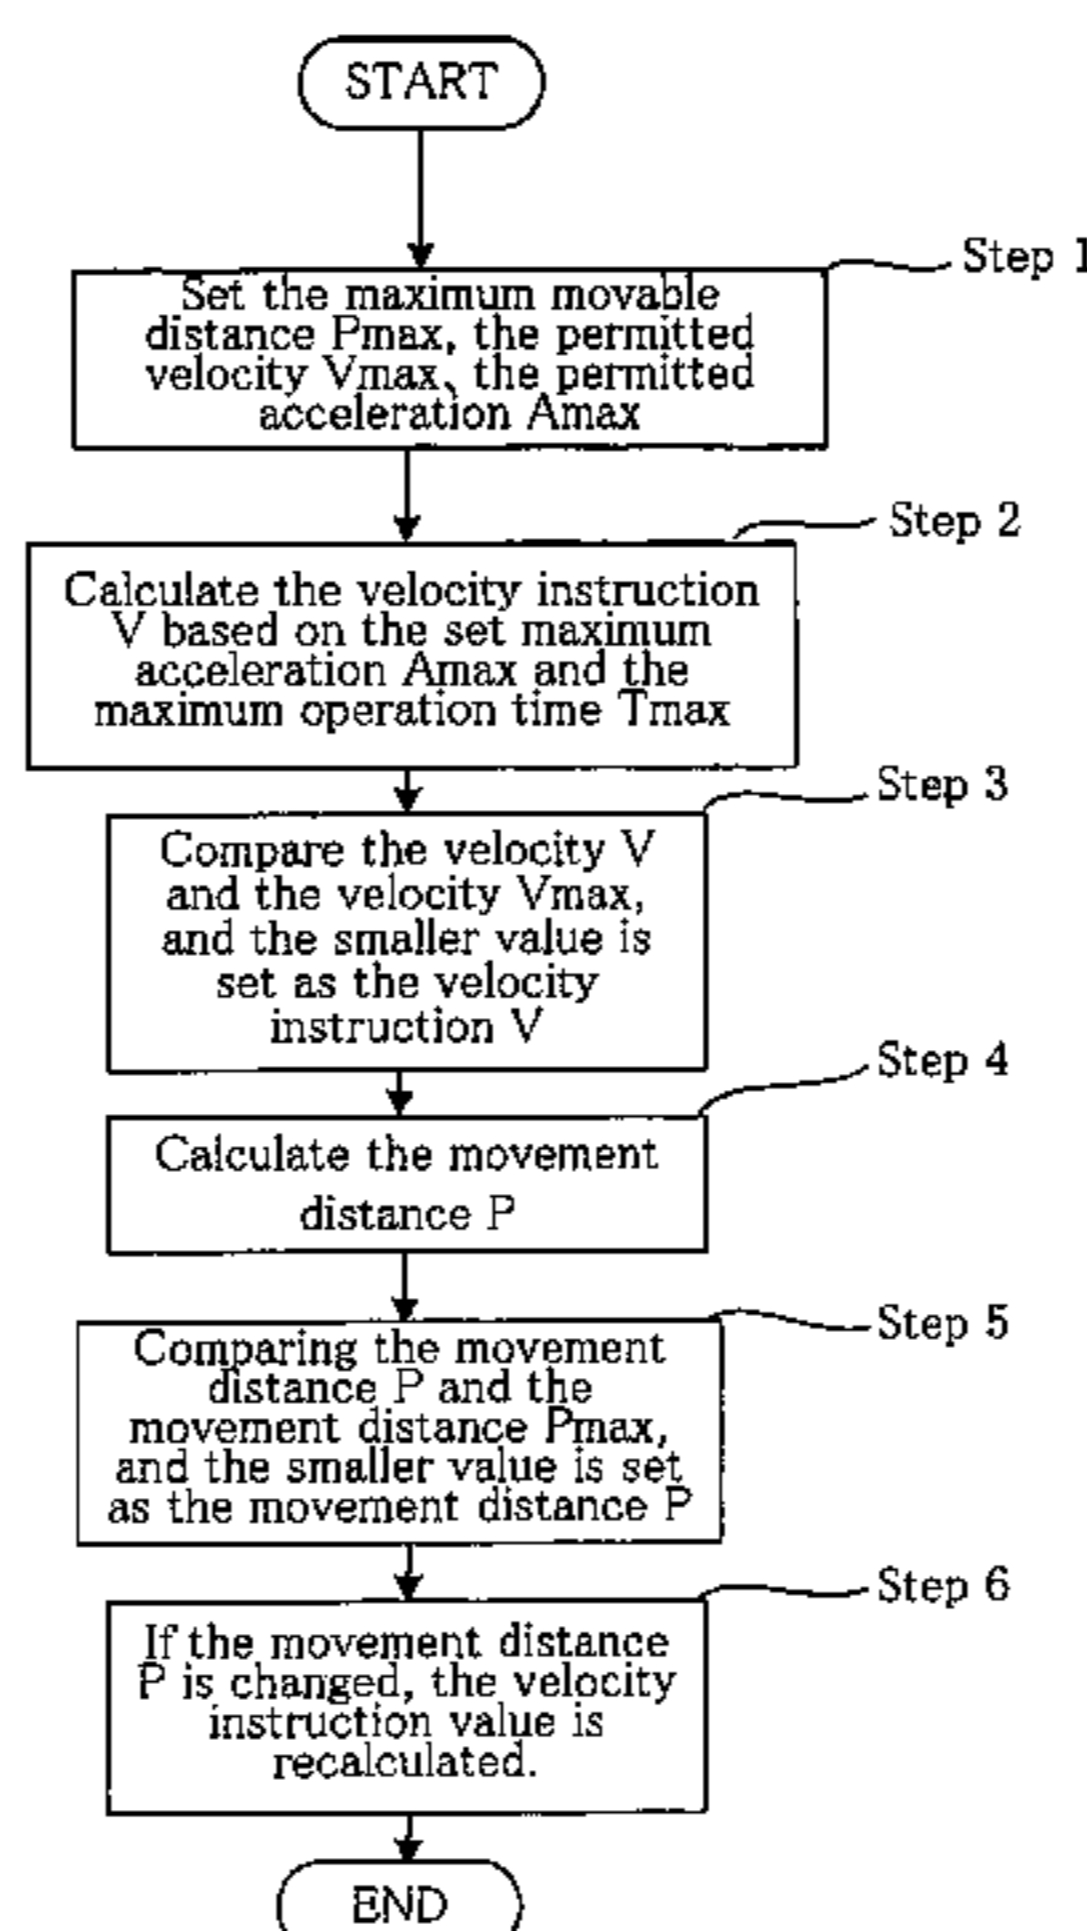 START
Step 1
Set the maximum movable
distance Pmax, the permitted
velocity Vmax, the permitted
acceleration Amax
Step 2
Calculate the velocity instruction
V based on the set maximum
acceleration Amax and the
maximum operation time Tmax
Step 3
Compare the velocity V
and the velocity Vmax,
and the smaller value is
set as the velocity
instruction V
Step 4
Calculate the movement
distance P
Step 5
Comparing the movement
distance P and the
movement distance Pmax,
and the smaller value is set
as the movement distance P
Step 6
If the movement distance
P is changed, the velocity
instruction value is
recalculated.
END